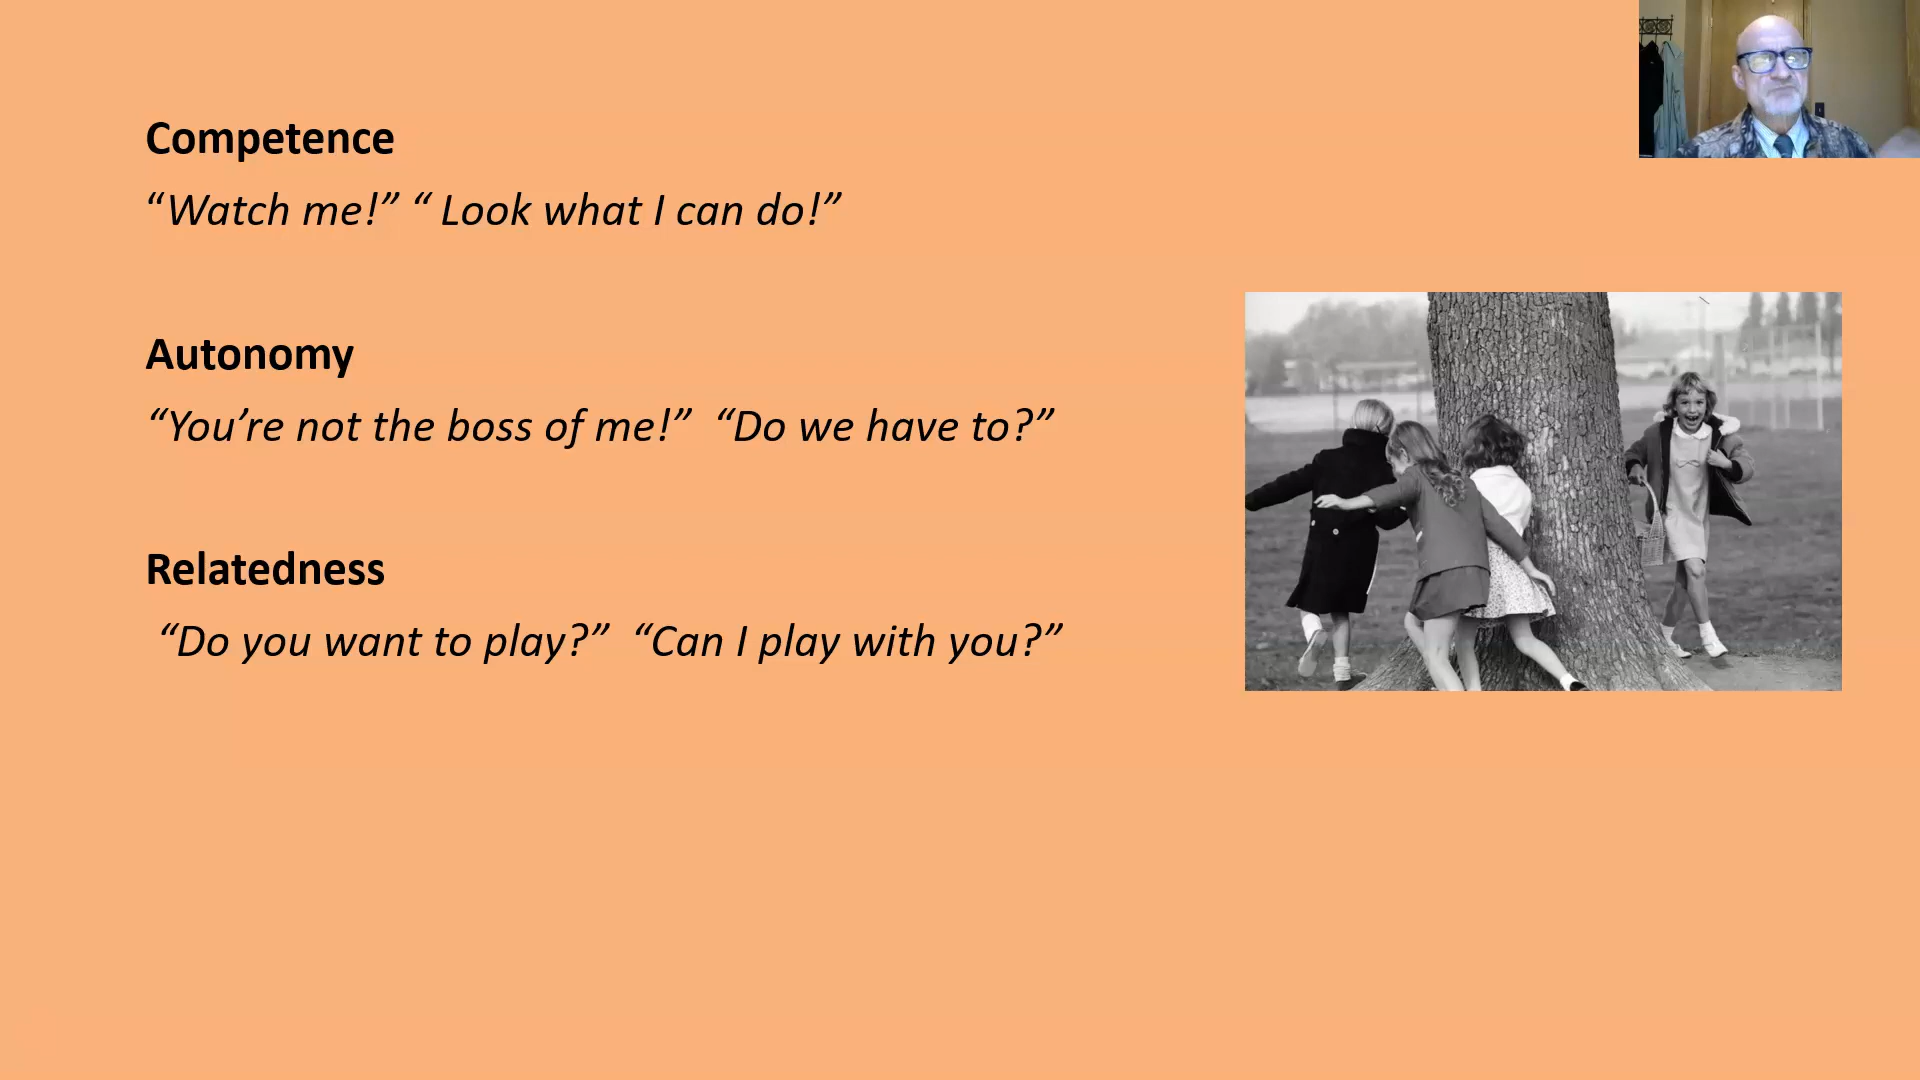 Competence
“Watch me!” “ Look what I can do!”
Autonomy
“You’re not the boss of me!”  “Do we have to?”
Relatedness
“Do you want to play?”  “Can I play with you?”